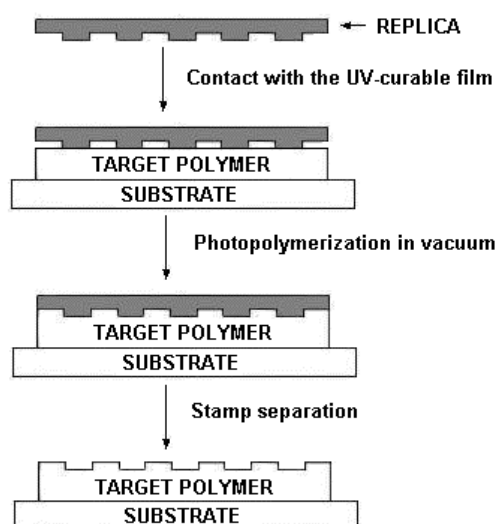 REPLICA
Contact with the UV-curable film
TARGET POLYMER
SUBSTRATE
Photopolymerization in vacuum
TARGET POLYMER
SUBSTRATE
Stamp separation
TARGET POLYMER
SUBSTRATE